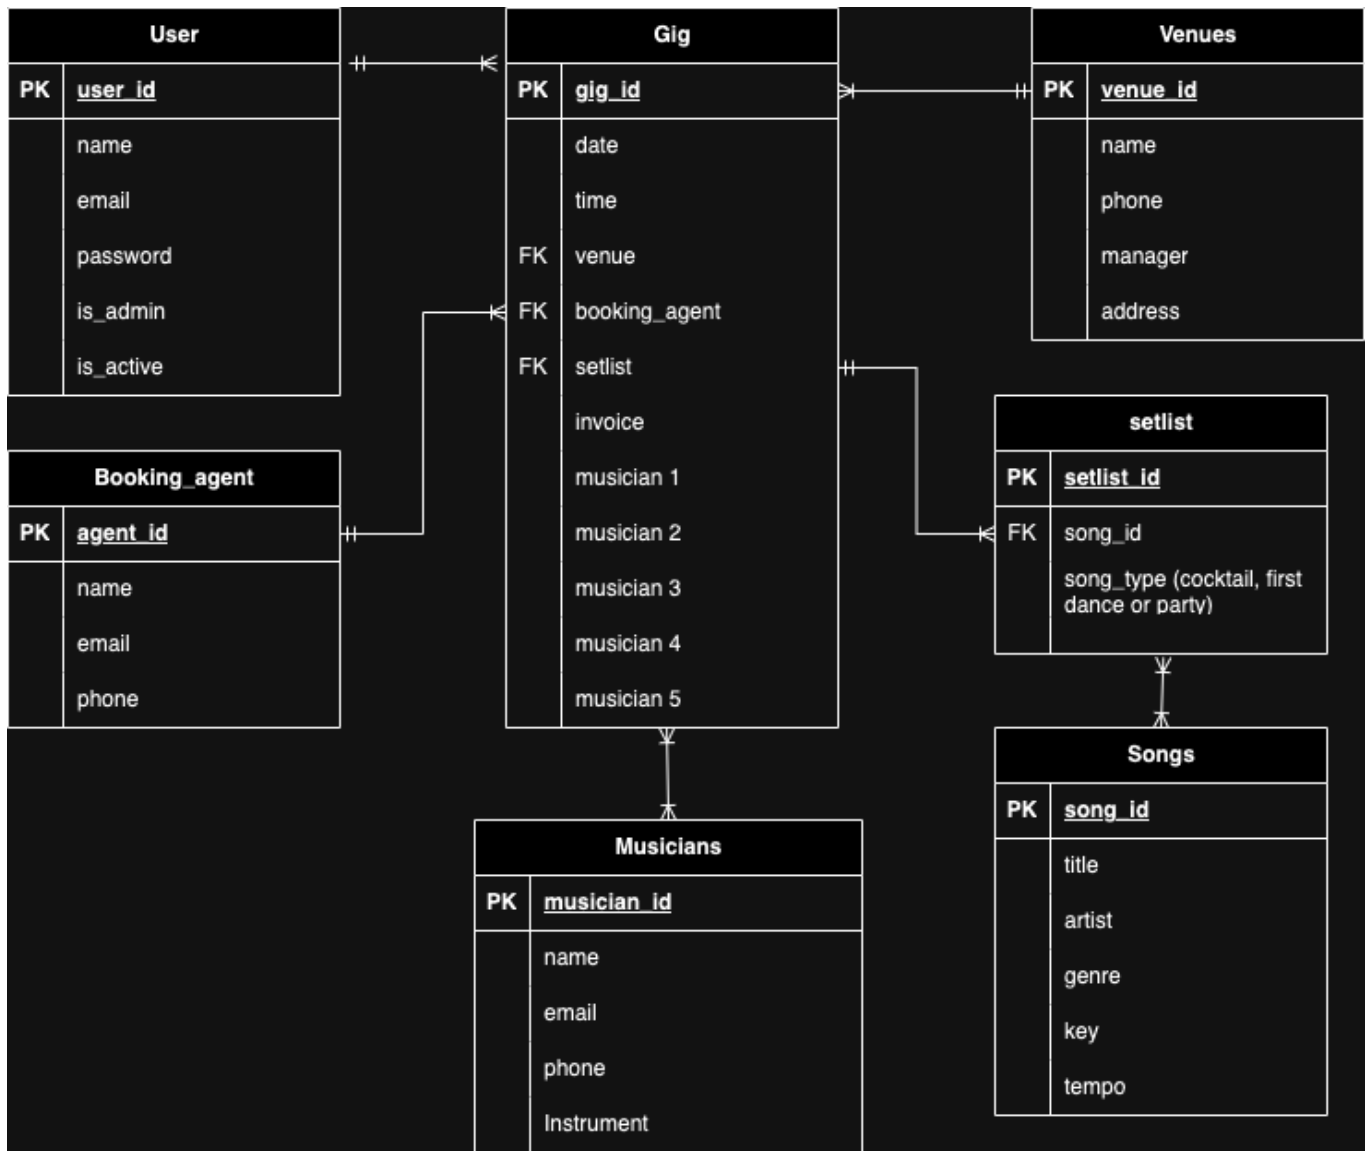 User
PK user_id
name
email
password
is_admin
is_active
Gig
PK gig_id
date
time
FK venue
FK booking_agent
FK setlist
invoice
musician 1
musician 2
musician 3
musician 4
musician 5
Venues
PK venue_id
name
phone
manager
address
Booking_agent
PK agent_id
name
email
phone
setlist
PK setlist_id
FK song_id
song_type (cocktail, first
dance or party)
Musicians
PK musician_id
name
email
phone
Instrument
Songs
PK song_id
title
artist
genre
key
tempo